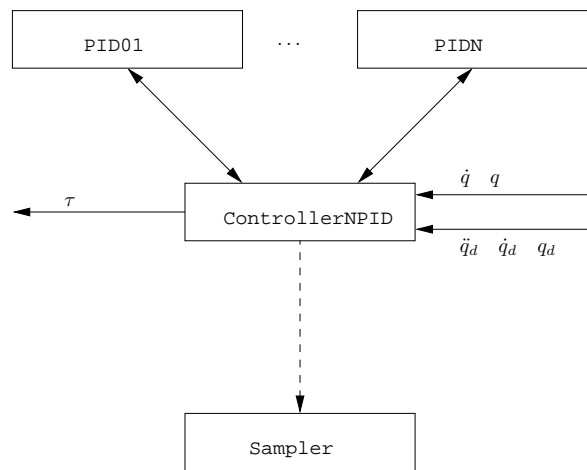 PID01 ... PIDN
q̇ q
τ
ControllerNPID
q̈_d q̇_d q_d
Sampler